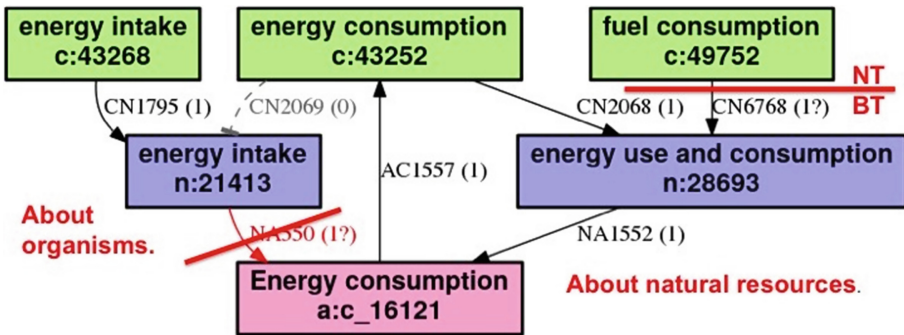 energy intake
c:43268
energy consumption
c:43252
fuel consumption
c:49752
NT
BT
CN1795 (1)
CN2069 (0)
CN2068 (1)
CN6768 (1?)
energy intake
n:21413
AC1557 (1)
energy use and consumption
n:28693
About
organisms.
NA550 (1?)
NA1552 (1)
Energy consumption
a:c_16121
About natural resources.